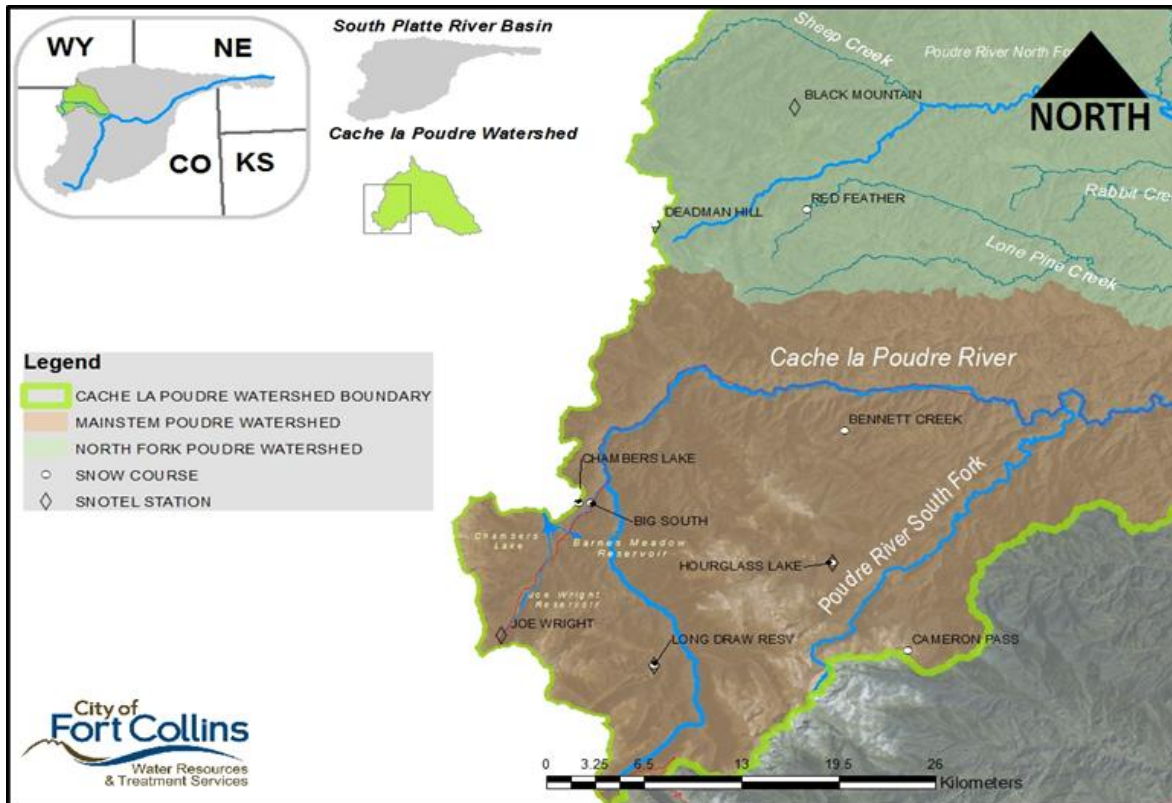 WY
NE
CO
KS
South Platte River Basin
Cache la Poudre Watershed
Sheep Creek
Poudre River North Fo
NORTH
BLACK MOUNTAIN
RED FEATHER
Rabbit Cree
DEADMAN HILL
Lone Pine Creek
Cache la Poudre River
BENNETT CREEK
CHAMBERS LAKE
BIG SOUTH
Chambers
Lake
Barnes Meadow
Reservoir
HOURGLASS LAKE
Poudre River South Fork
Joe Wright
Reservoir
JOE WRIGHT
LONG DRAW RESV
CAMERON PASS
Legend
CACHE LA POUDRE WATERSHED BOUNDARY
MAINSTEM POUDRE WATERSHED
NORTH FORK POUDRE WATERSHED
SNOW COURSE
SNOTEL STATION
City of
Fort Collins
Water Resources
& Treatment Services
0 3.25 6.5 13 19.5 26
Kilometers